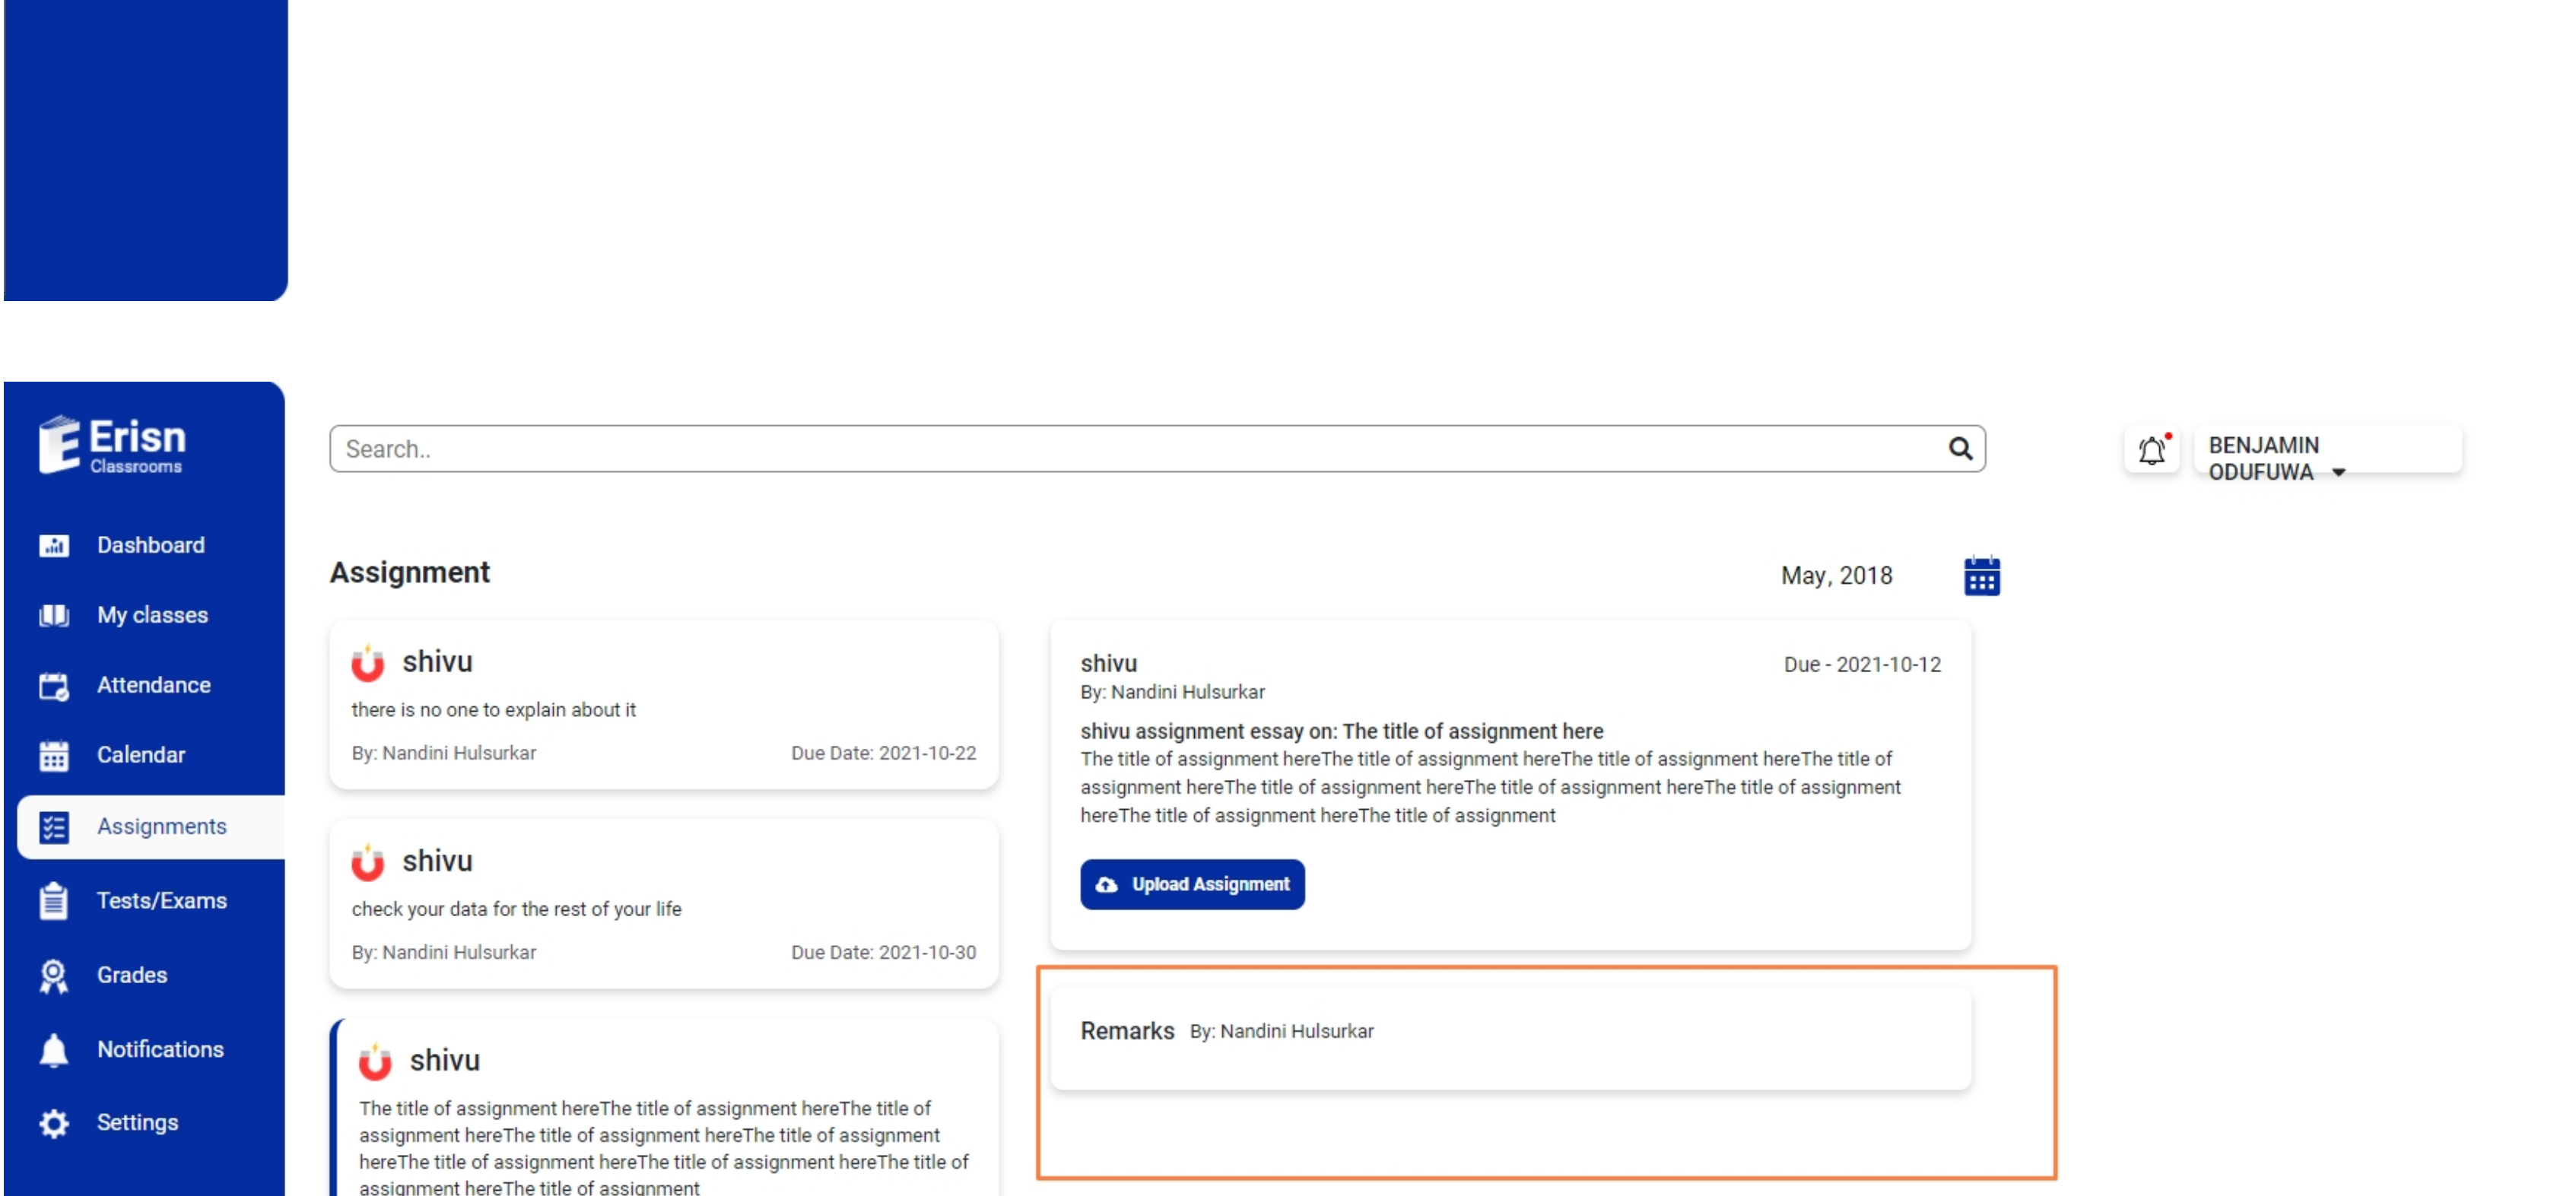 Erisn
Classrooms
Search..
BENJAMIN
ODUFUWA
Dashboard
My classes
Attendance
Calendar
Assignments
Tests/Exams
Grades
Notifications
Settings
Assignment
May, 2018
shivu
there is no one to explain about it
By: Nandini Hulsurkar
Due Date: 2021-10-22
shivu
check your data for the rest of your life
By: Nandini Hulsurkar
Due Date: 2021-10-30
shivu
The title of assignment hereThe title of assignment hereThe title of
assignment hereThe title of assignment hereThe title of assignment
hereThe title of assignment hereThe title of assignment hereThe title of
assignment hereThe title of assignment
shivu
Due - 2021-10-12
By: Nandini Hulsurkar
shivu assignment essay on: The title of assignment here
The title of assignment hereThe title of assignment hereThe title of assignment hereThe title of
assignment hereThe title of assignment hereThe title of assignment hereThe title of assignment
hereThe title of assignment hereThe title of assignment
Upload Assignment
Remarks By: Nandini Hulsurkar